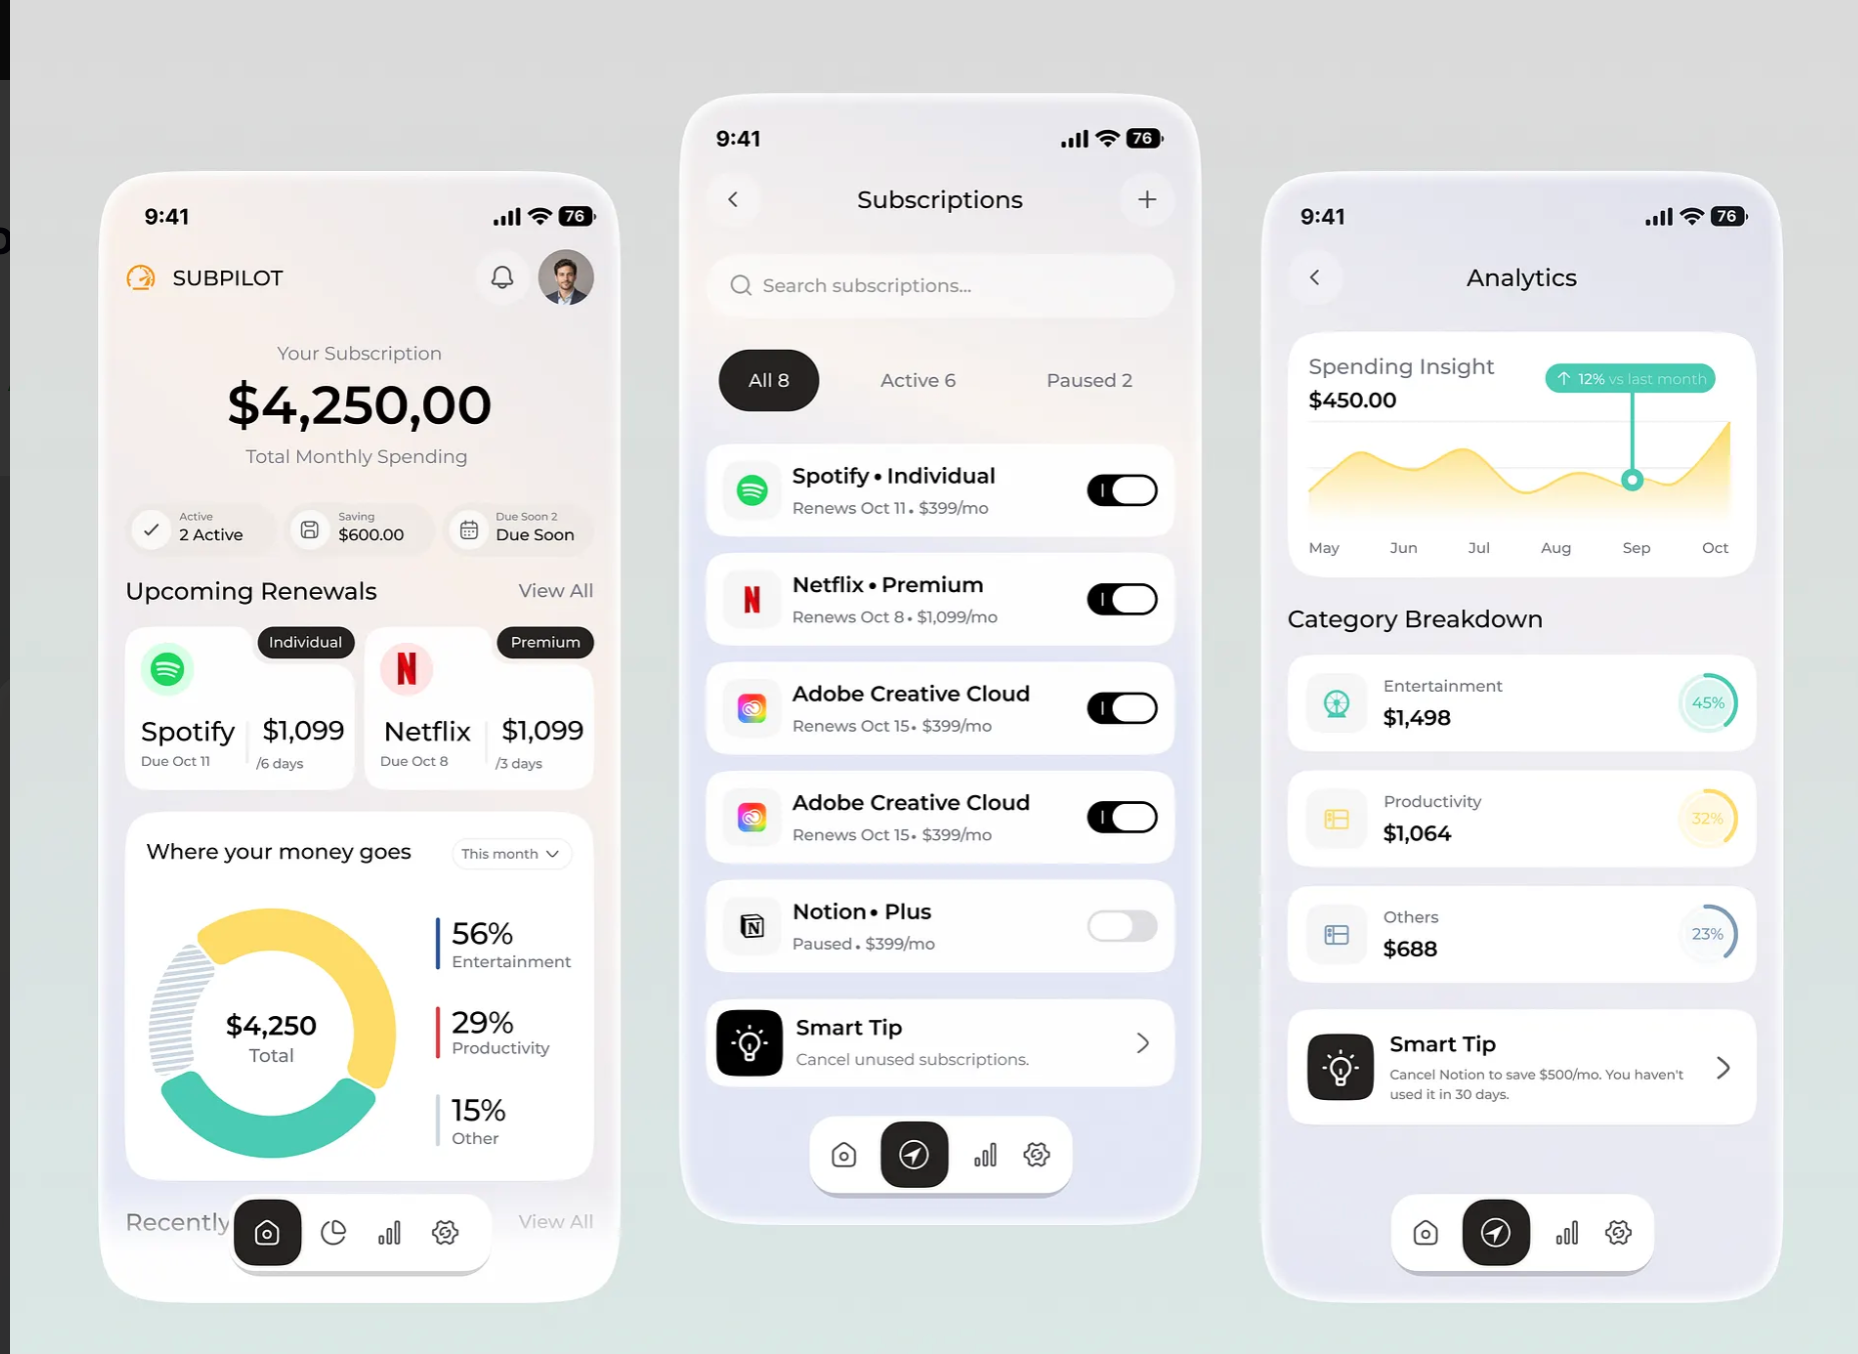 9:41
76
SUBPILOT
Your Subscription
$4,250,00
Total Monthly Spending
Active
2 Active
Saving
$600.00
Due Soon 2
Due Soon
Upcoming Renewals
View All
Individual
Spotify
$1,099
Due Oct 11
/6 days
Premium
Netflix
$1,099
Due Oct 8
/3 days
Where your money goes
This month
$4,250
Total
56%
Entertainment
29%
Productivity
15%
Other
Recently
View All
9:41
76
Subscriptions
Search subscriptions...
All 8
Active 6
Paused 2
Spotify • Individual
Renews Oct 11 • $399/mo
Netflix • Premium
Renews Oct 8 • $1,099/mo
Adobe Creative Cloud
Renews Oct 15 • $399/mo
Adobe Creative Cloud
Renews Oct 15 • $399/mo
Notion • Plus
Paused • $399/mo
Smart Tip
Cancel unused subscriptions.
9:41
76
Analytics
Spending Insight
$450.00
12% vs last month
May Jun Jul Aug Sep Oct
Category Breakdown
Entertainment
$1,498
45%
Productivity
$1,064
32%
Others
$688
23%
Smart Tip
Cancel Notion to save $500/mo. You haven't
used it in 30 days.